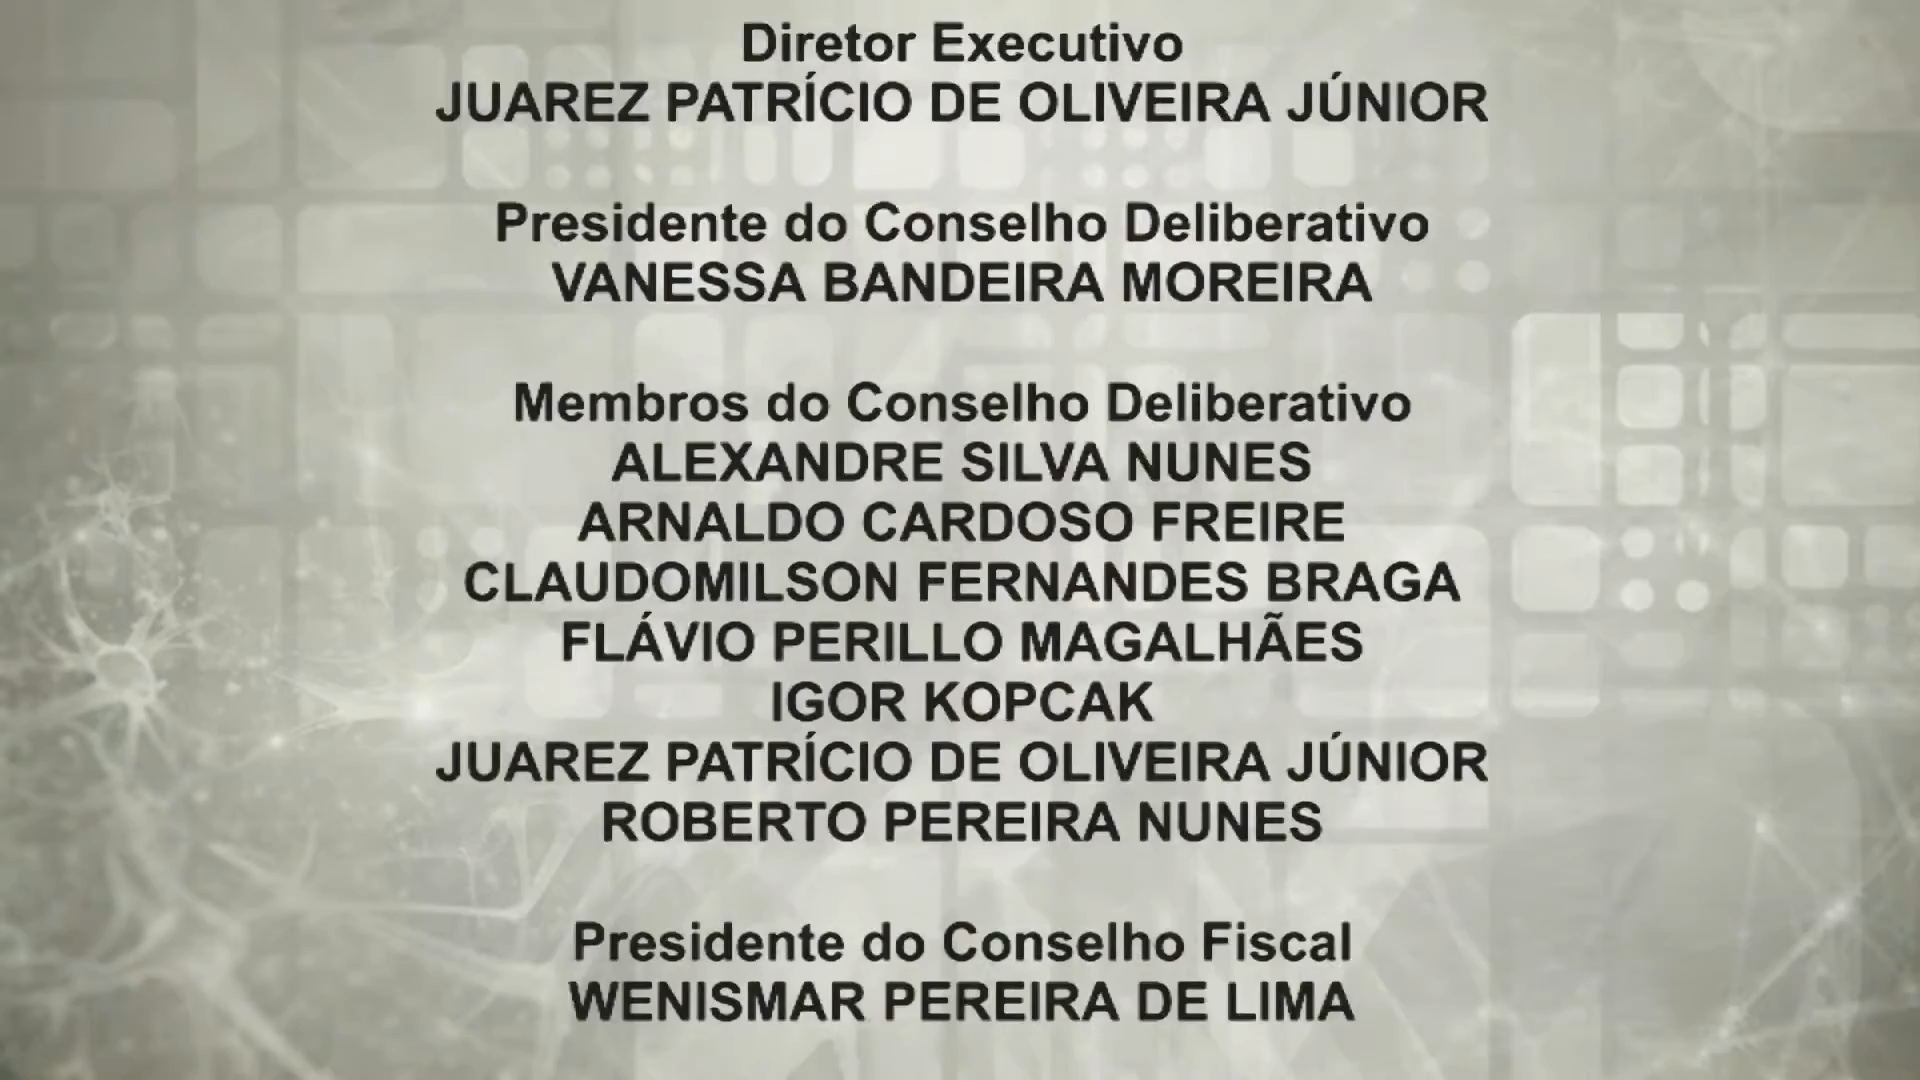 Diretor Executivo
JUAREZ PATRÍCIO DE OLIVEIRA JÚNIOR
Presidente do Conselho Deliberativo
VANESSA BANDEIRA MOREIRA
Membros do Conselho Deliberativo
ALEXANDRE SILVA NUNES
ARNALDO CARDOSO FREIRE
CLAUDOMILSON FERNANDES BRAGA
FLÁVIO PERILLO MAGALHÃES
IGOR KOPCAK
JUAREZ PATRÍCIO DE OLIVEIRA JÚNIOR
ROBERTO PEREIRA NUNES
Presidente do Conselho Fiscal
WENISMAR PEREIRA DE LIMA